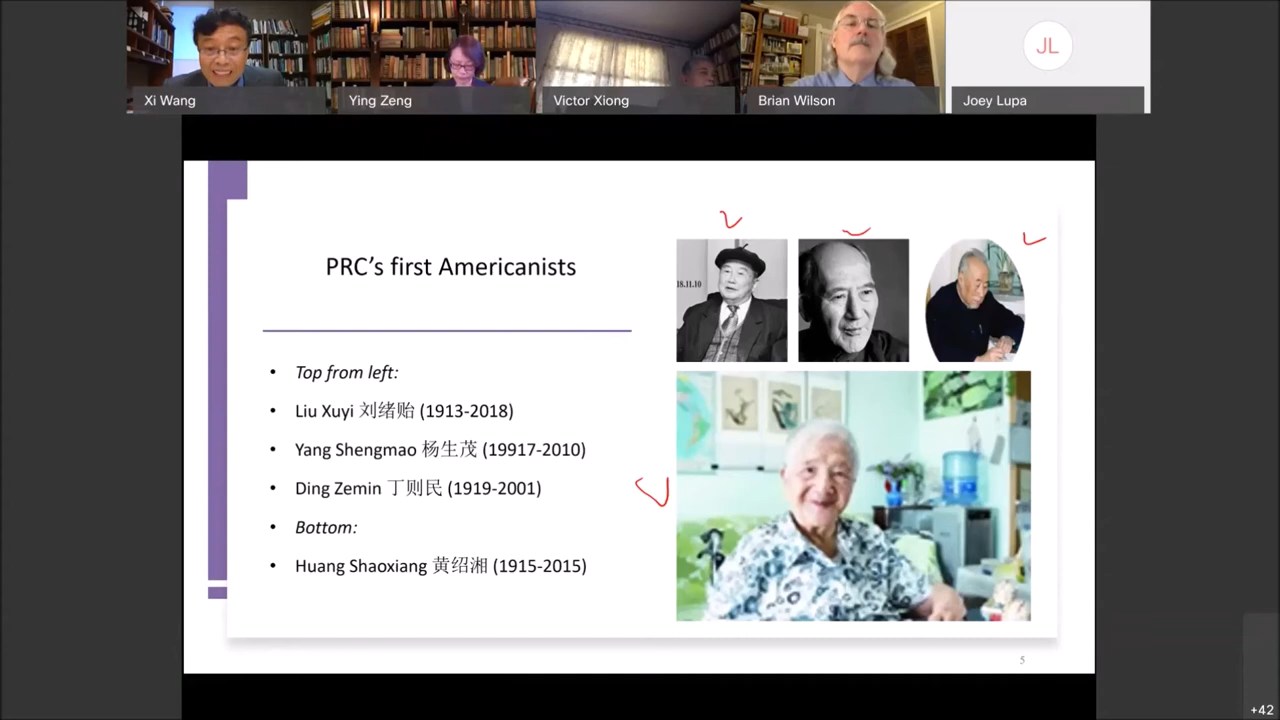 Xi Wang
Ying Zeng
Victor Xiong
Brian Wilson
JL
Joey Lupa
PRC’s first Americanists
18.11.10
• Top from left:
• Liu Xuyi 刘绪贻 (1913-2018)
• Yang Shengmao 杨生茂 (19917-2010)
• Ding Zemin 丁则民 (1919-2001)
• Bottom:
• Huang Shaoxiang 黄绍湘 (1915-2015)
5
+42